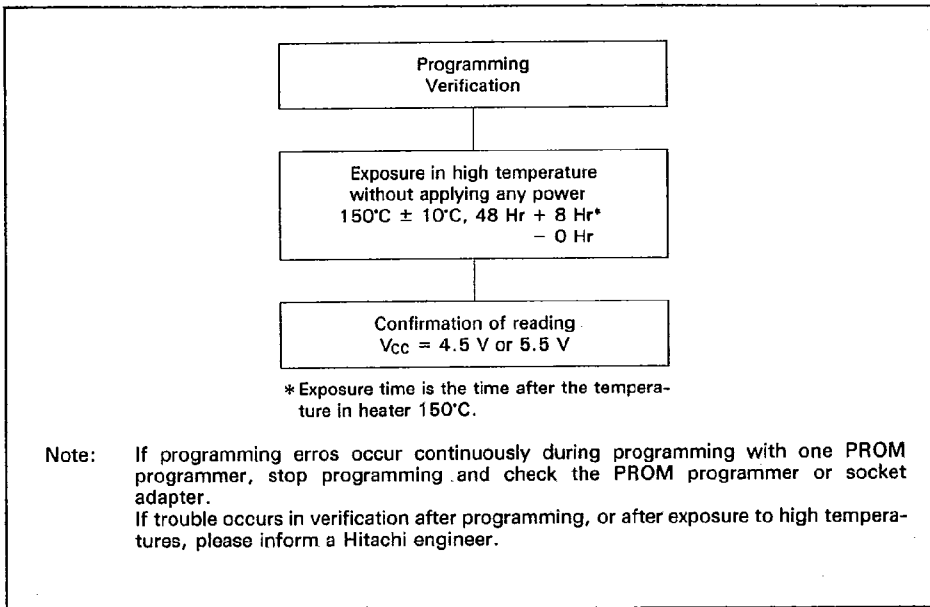 Programming
Verification
Exposure in high temperature
without applying any power
150°C ± 10°C, 48 Hr + 8 Hr*
− 0 Hr
Confirmation of reading
VCC = 4.5 V or 5.5 V
* Exposure time is the time after the tempera-
ture in heater 150°C.
Note: If programming erros occur continuously during programming with one PROM
programmer, stop programming and check the PROM programmer or socket
adapter.
If trouble occurs in verification after programming, or after exposure to high tempera-
tures, please inform a Hitachi engineer.